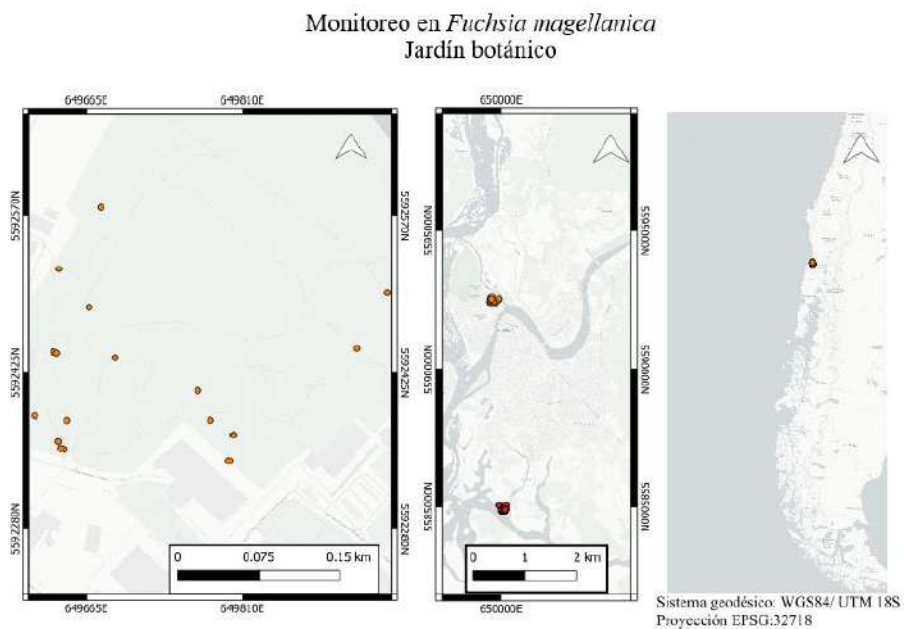 Monitoreo en Fuchsia magellanica
Jardín botánico
649665E
649810E
5592570N
5592570N
5592425N
5592425N
5592280N
5592280N
0
0.075
0.15 km
649665E
649810E
650000E
5595000N
5595000N
5590000N
5590000N
5585000N
5585000N
0
1
2 km
650000E
Sistema geodésico: WGS84/ UTM 18S
Proyección EPSG:32718